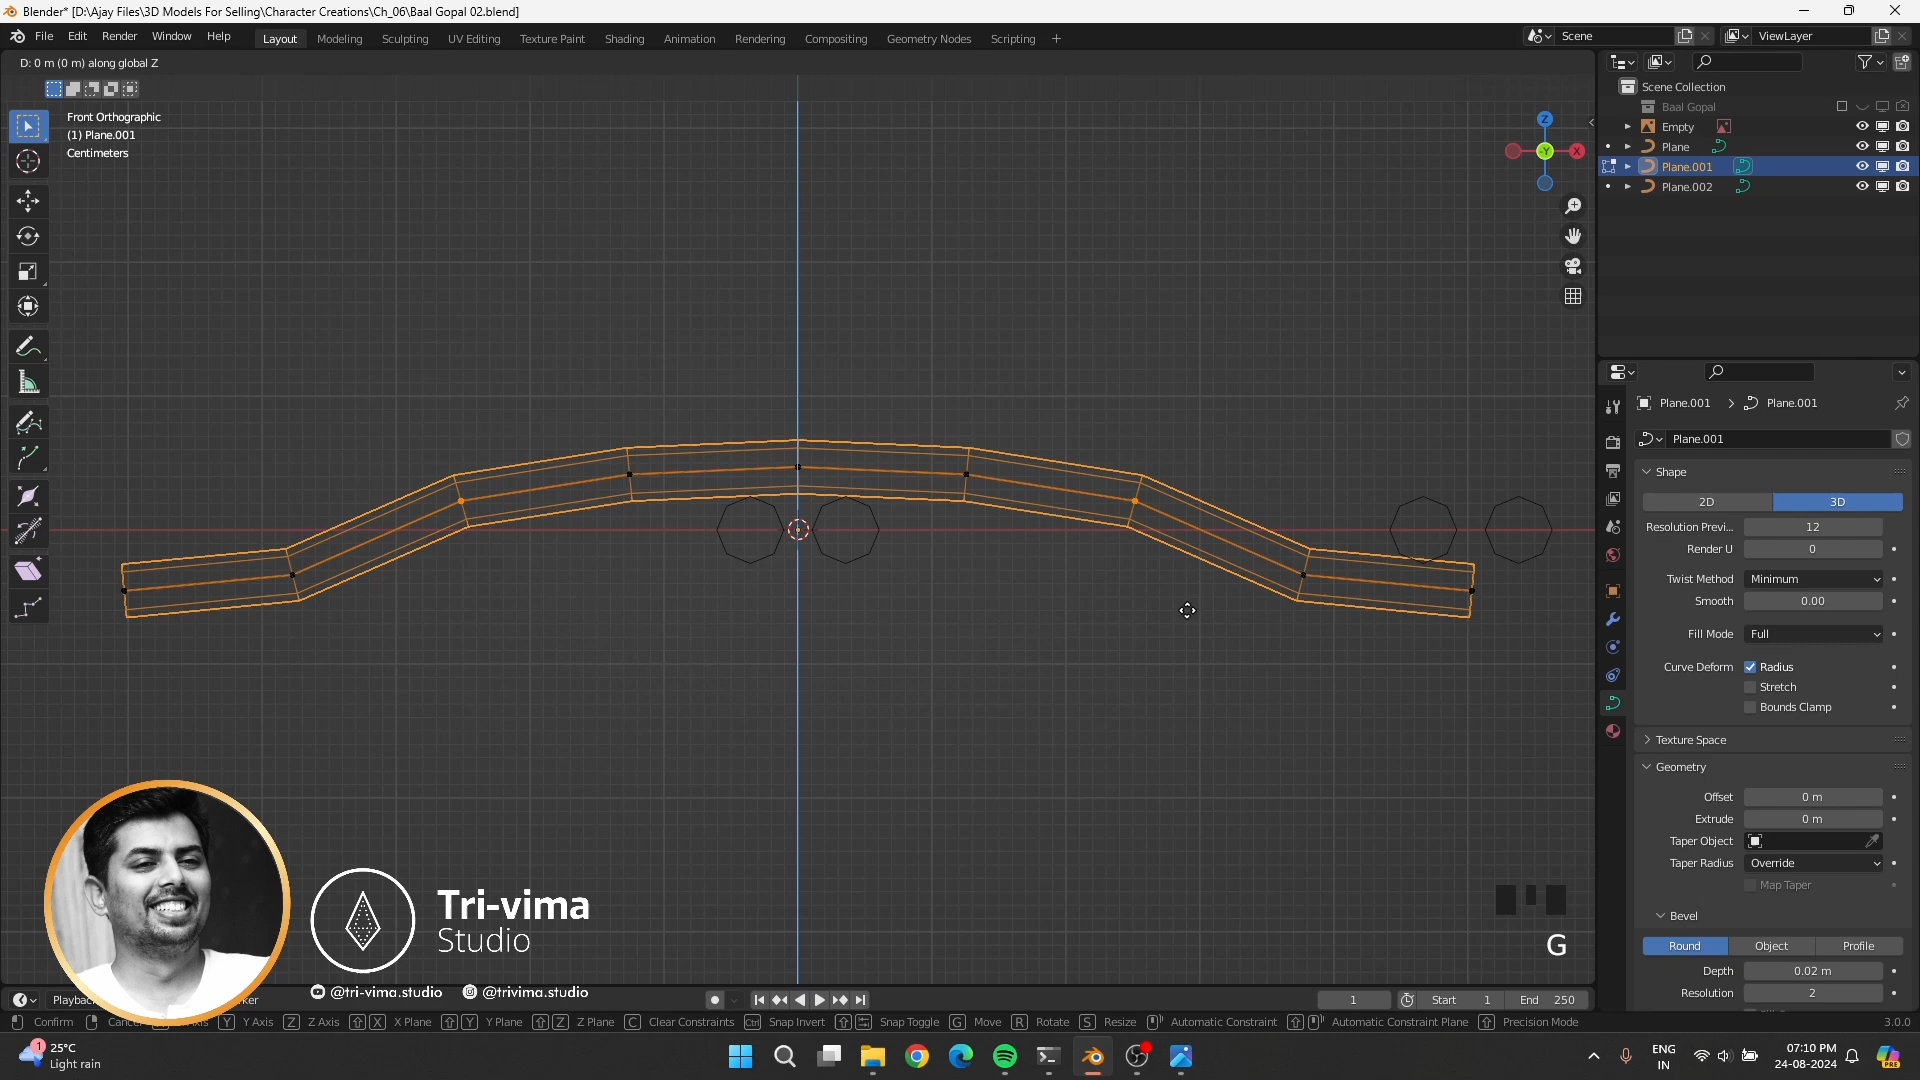 Blender* [D:\Ajay Files\3D Models For Selling\Character Creations\Ch_06\Baal Gopal 02.blend]
File Edit Render Window Help Layout Modeling Sculpting UV Editing Texture Paint Shading Animation Rendering Compositing Geometry Nodes Scripting + Scene ViewLayer
D: 0 m (0 m) along global Z
Front Orthographic
(1) Plane.001
Centimeters
Z
-Y X
Scene Collection
Baal Gopal
Empty
Plane
Plane.001
Plane.002
Plane.001 > Plane.001
Plane.001
Shape
2D 3D
Resolution Previ... 12
Render U 0
Twist Method Minimum
Smooth 0.00
Fill Mode Full
Curve Deform Radius
Stretch
Bounds Clamp
Texture Space
Geometry
Offset 0 m
Extrude 0 m
Taper Object
Taper Radius Override
Map Taper
Bevel
Round Object Profile
Depth 0.02 m
Resolution 2
G
Tri-vima
Studio
@tri-vima.studio @trivima.studio
1 Start 1 End 250
Confirm Y Y Axis Z Z Axis X X Plane Y Y Plane Z Z Plane C Clear Constraints Ctrl Snap Invert Snap Toggle G Move R Rotate S Resize Automatic Constraint Automatic Constraint Plane Precision Mode 3.0.0
1 25°C
Light rain
ENG
IN
07:10 PM
24-08-2024
PRE